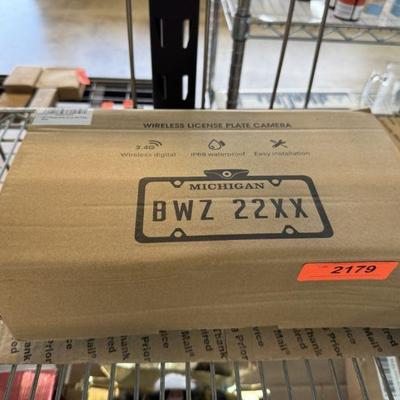 WIRELESS LICENSE PLATE CAMERA
2.4G
Wireless digital
IP68 waterproof
Easy installation
MICHIGAN
BWZ 22XX
2179